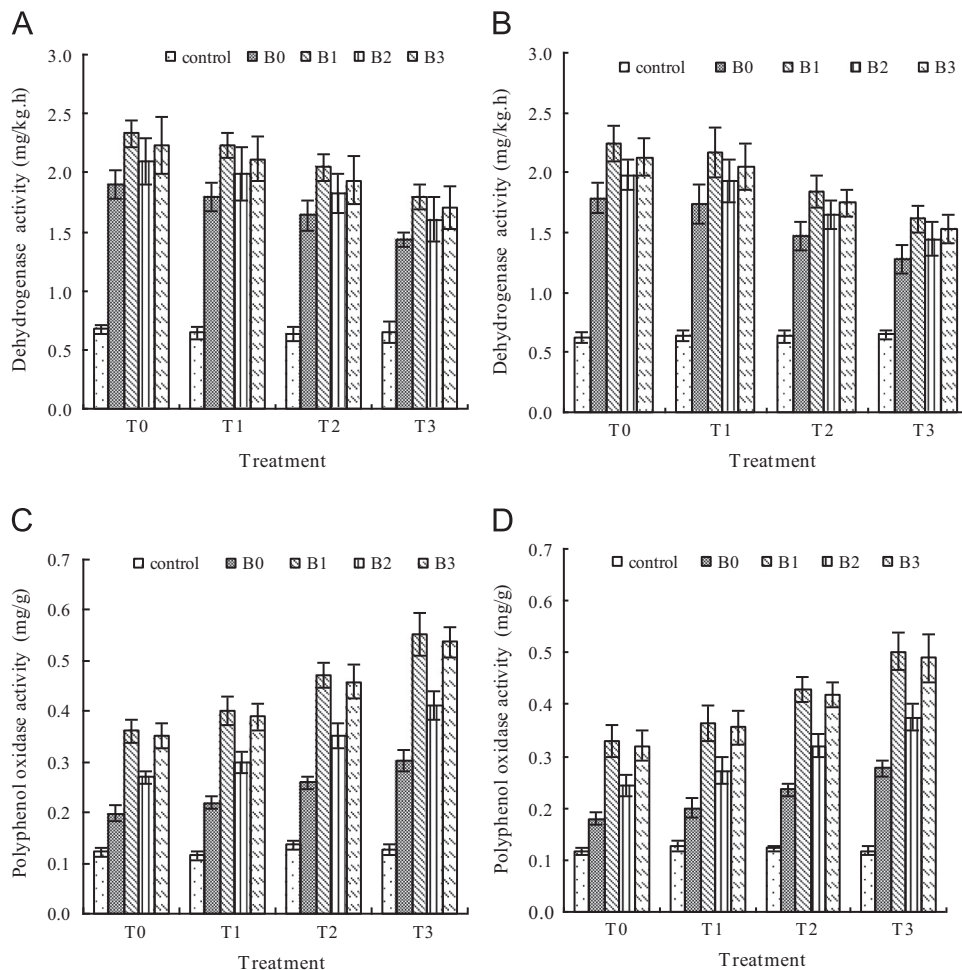 A
control B0 B1 B2 B3
Dehydrogenase activity (mg/kg.h)
3.0
2.5
2.0
1.5
1.0
0.5
0.0
T0 T1 T2 T3
Treatment
B
control B0 B1 B2 B3
Dehydrogenase activity (mg/kg.h)
3.0
2.5
2.0
1.5
1.0
0.5
0.0
T0 T1 T2 T3
Treatment
C
control B0 B1 B2 B3
Polyphenol oxidase activity (mg/g)
0.7
0.6
0.5
0.4
0.3
0.2
0.1
0.0
T0 T1 T2 T3
Treatment
D
control B0 B1 B2 B3
Polyphenol oxidase activity (mg/g)
0.7
0.6
0.5
0.4
0.3
0.2
0.1
0.0
T0 T1 T2 T3
Treatment